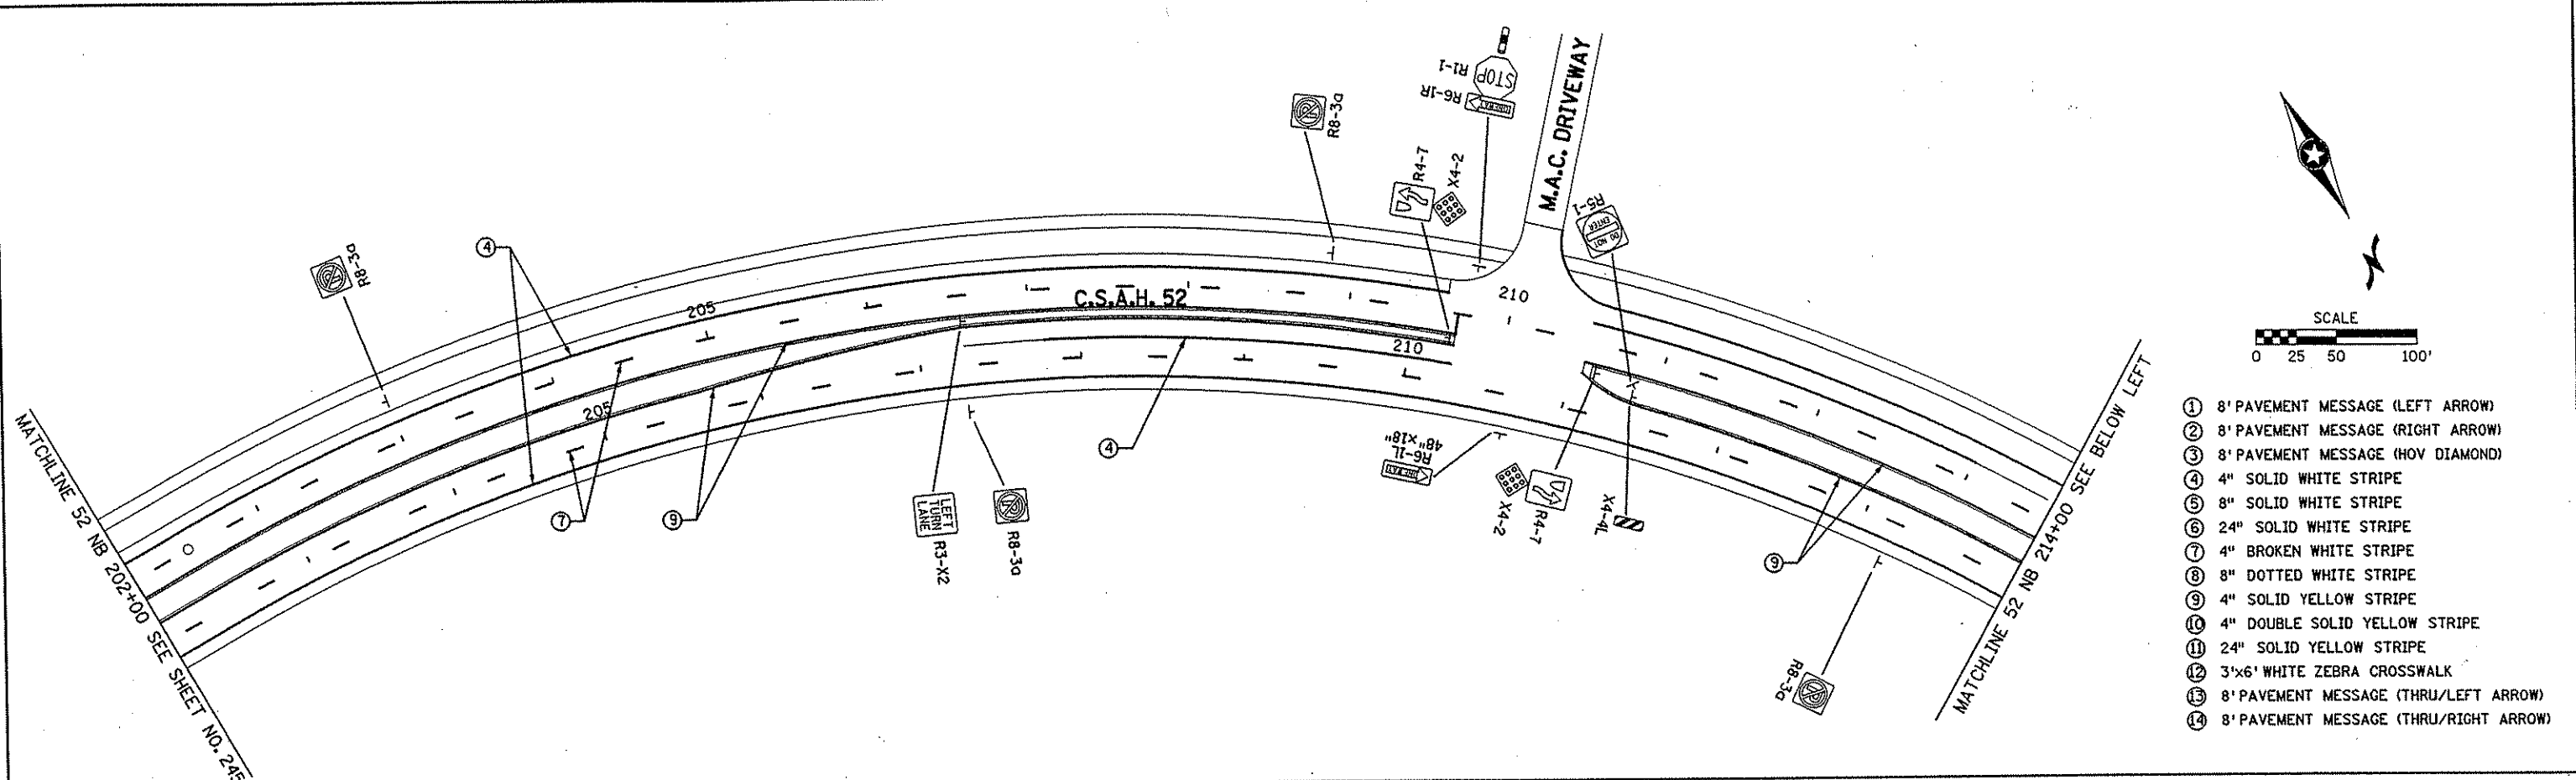 R1-1
STOP
R6-1R
M.A.C. DRIVEWAY
R8-3a
R4-7
X4-2
R5-1
DO NOT
ENTER
R8-3a
4
205
C.S.A.H. 52
210
210
205
SCALE
0 25 50 100'
MATCHLINE 52 NB 202+00 SEE SHEET NO. 245
7
9
4
LEFT
TURN
LANE
R3-X2
R8-3a
R6-1L
48"x18"
X4-2
R4-7
X4-4L
9
R8-3a
MATCHLINE 52 NB 214+00 SEE BELOW LEFT
1 8' PAVEMENT MESSAGE (LEFT ARROW)
2 8' PAVEMENT MESSAGE (RIGHT ARROW)
3 8' PAVEMENT MESSAGE (HOV DIAMOND)
4 4" SOLID WHITE STRIPE
5 8" SOLID WHITE STRIPE
6 24" SOLID WHITE STRIPE
7 4" BROKEN WHITE STRIPE
8 8" DOTTED WHITE STRIPE
9 4" SOLID YELLOW STRIPE
10 4" DOUBLE SOLID YELLOW STRIPE
11 24" SOLID YELLOW STRIPE
12 3'x6' WHITE ZEBRA CROSSWALK
13 8' PAVEMENT MESSAGE (THRU/LEFT ARROW)
14 8' PAVEMENT MESSAGE (THRU/RIGHT ARROW)